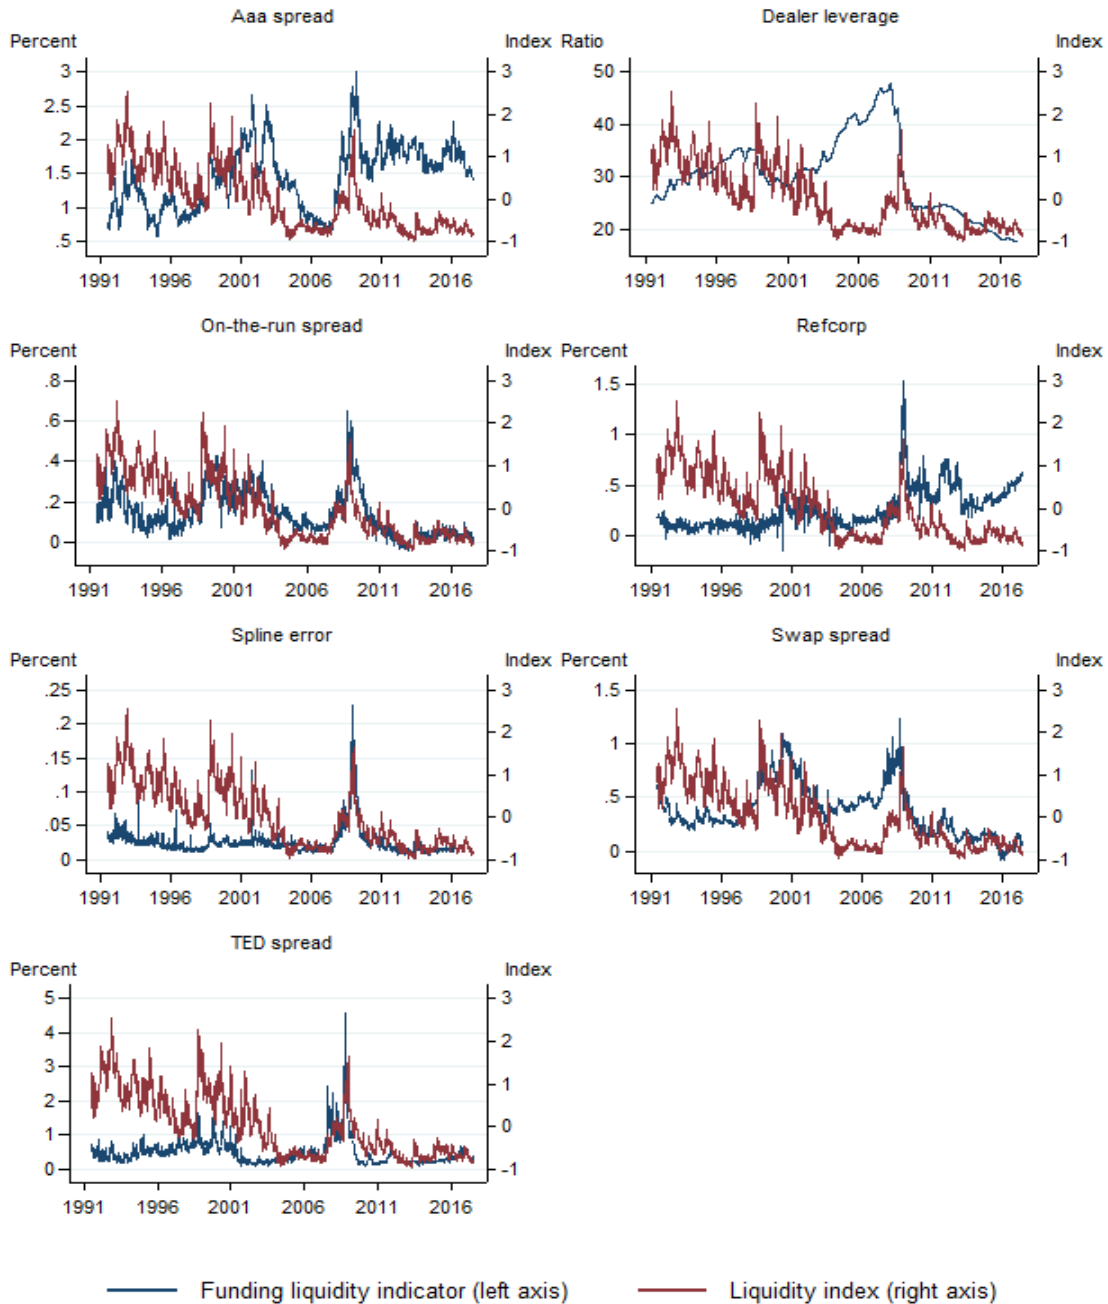 Aaa spread
Percent Index
3 3
2.5 2
2 1
1.5 0
1 -1
.5
1991 1996 2001 2006 2011 2016
Dealer leverage
Ratio Index
50 3
40 2
30 1
20 0
-1
1991 1996 2001 2006 2011 2016
On-the-run spread
Percent Index
.8 3
.6 2
.4 1
.2 0
0 -1
1991 1996 2001 2006 2011 2016
Refcorp
Percent Index
1.5 3
1 2
.5 1
0 0
-1
1991 1996 2001 2006 2011 2016
Spline error
Percent Index
.25 3
.2 2
.15 1
.1 0
.05 -1
0
1991 1996 2001 2006 2011 2016
Swap spread
Percent Index
1.5 3
1 2
.5 1
0 0
-1
1991 1996 2001 2006 2011 2016
TED spread
Percent Index
5 3
4 2
3 1
2 0
1 -1
0
1991 1996 2001 2006 2011 2016
Funding liquidity indicator (left axis) Liquidity index (right axis)